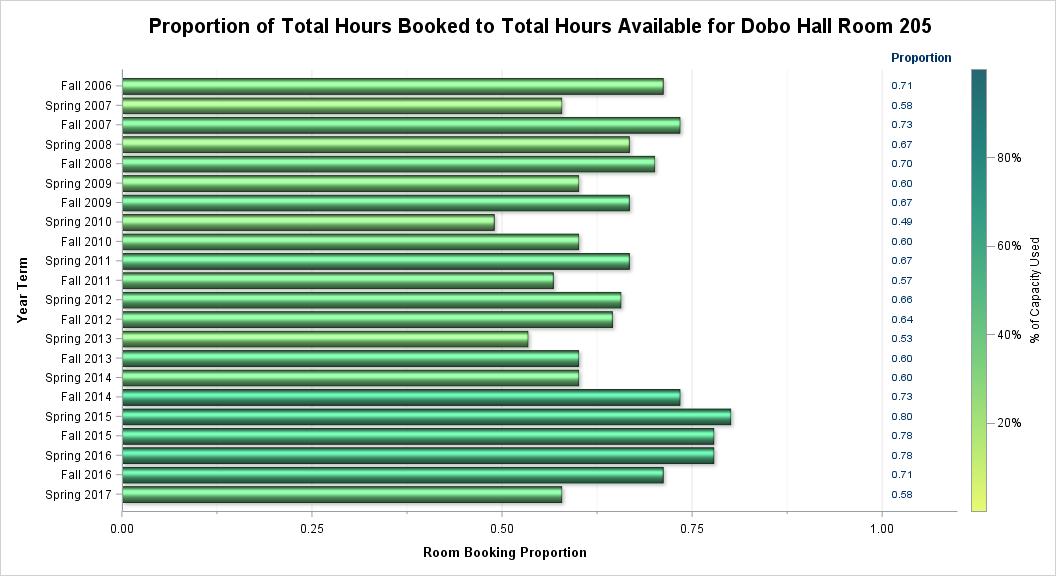 Proportion of Total Hours Booked to Total Hours Available for Dobo Hall Room 205
Proportion
Fall 2006 0.71
Spring 2007 0.58
Fall 2007 0.73
Spring 2008 0.67
Fall 2008 0.70
Spring 2009 0.60
Fall 2009 0.67
Spring 2010 0.49
Fall 2010 0.60
Spring 2011 0.67
Fall 2011 0.57
Spring 2012 0.66
Fall 2012 0.64
Spring 2013 0.53
Fall 2013 0.60
Spring 2014 0.60
Fall 2014 0.73
Spring 2015 0.80
Fall 2015 0.78
Spring 2016 0.78
Fall 2016 0.71
Spring 2017 0.58
Year Term
0.00 0.25 0.50 0.75 1.00
Room Booking Proportion
80%
60%
40%
20%
% of Capacity Used